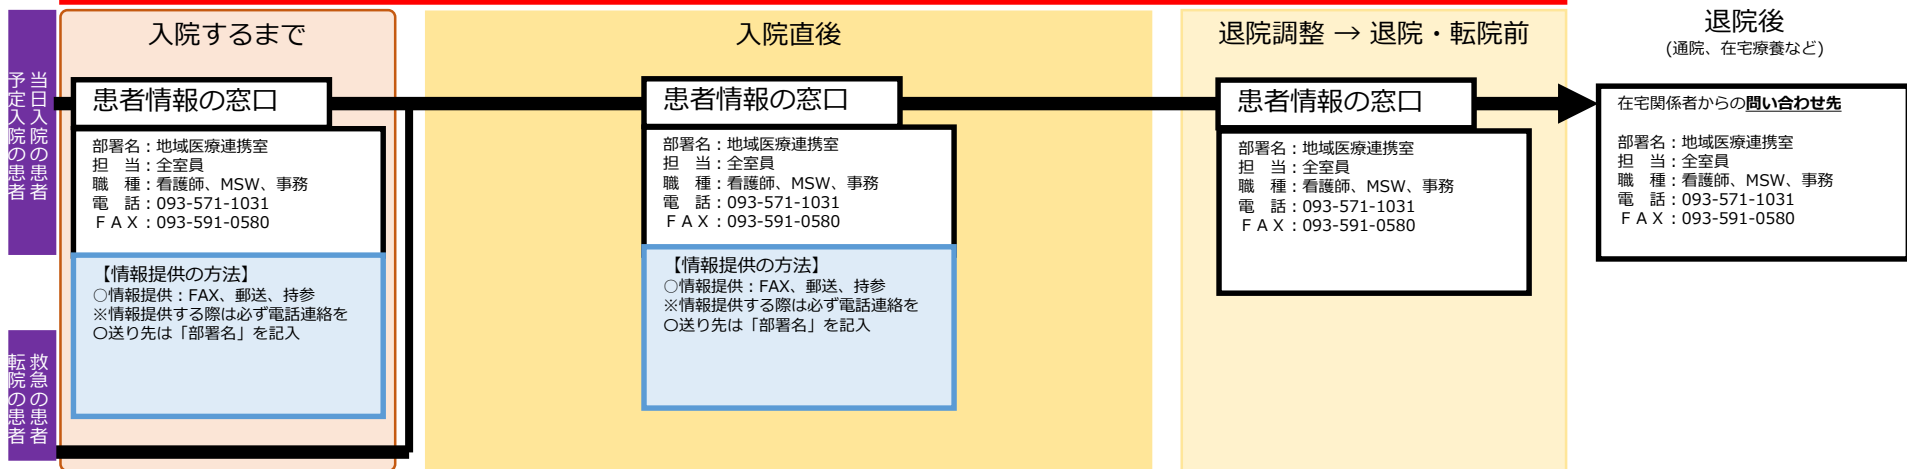 当日入院の患者
予定入院の患者
救急の患者
転院の患者
入院するまで
患者情報の窓口
部署名：地域医療連携室
担　当：全室員
職　種：看護師、MSW、事務
電　話：093-571-1031
ＦＡＸ：093-591-0580
【情報提供の方法】
○情報提供：FAX、郵送、持参
※情報提供する際は必ず電話連絡を
〇送り先は「部署名」を記入
入院直後
患者情報の窓口
部署名：地域医療連携室
担　当：全室員
職　種：看護師、MSW、事務
電　話：093-571-1031
ＦＡＸ：093-591-0580
【情報提供の方法】
○情報提供：FAX、郵送、持参
※情報提供する際は必ず電話連絡を
〇送り先は「部署名」を記入
退院調整 → 退院・転院前
患者情報の窓口
部署名：地域医療連携室
担　当：全室員
職　種：看護師、MSW、事務
電　話：093-571-1031
ＦＡＸ：093-591-0580
退院後
(通院、在宅療養など)
在宅関係者からの問い合わせ先
部署名：地域医療連携室
担　当：全室員
職　種：看護師、MSW、事務
電　話：093-571-1031
ＦＡＸ：093-591-0580